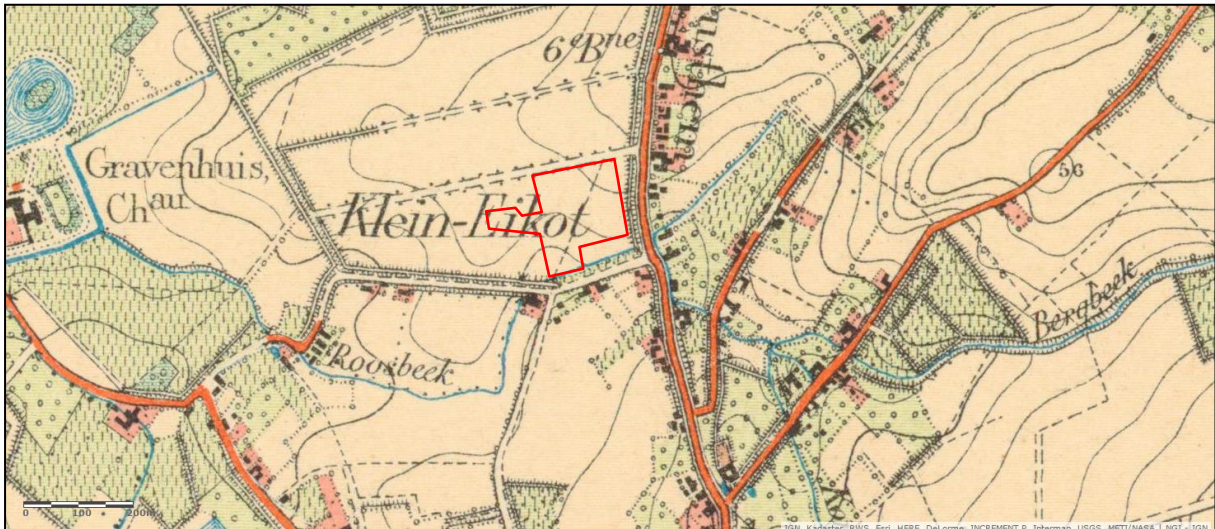 6ᵉ Bⁿᵉ
Gravenhuis,
Chau
Klein-Eikot
56
Bergbeek
Roosbeek
0 100 200m
IGN, Kadaster, RWS, Esri, HERE, DeLorme, INCREMENT P, Intermap, USGS, METI/NASA | NGI - IGN